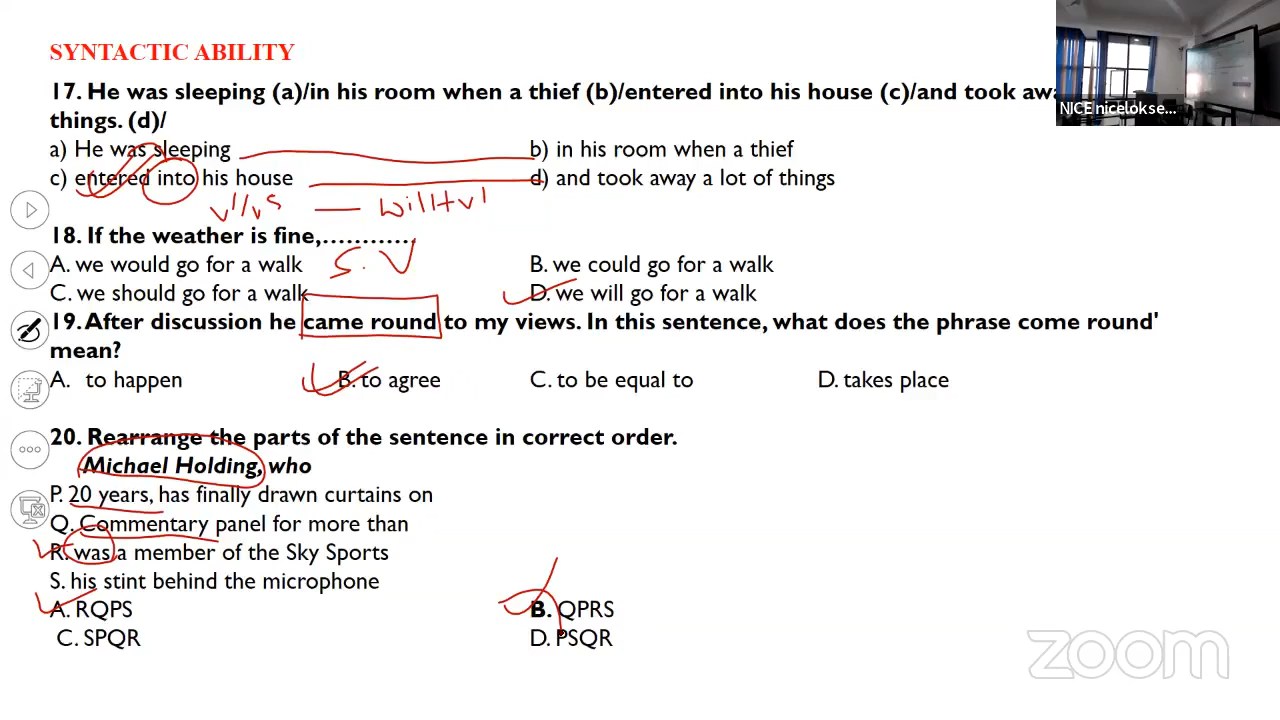 SYNTACTIC ABILITY
17. He was sleeping (a)/in his room when a thief (b)/entered into his house (c)/and took awa
things. (d)/
NICE nicelokse...
a) He was sleeping b) in his room when a thief
c) entered into his house d) and took away a lot of things
v1/v5 will+v1
18. If the weather is fine,............
A. we would go for a walk S. V B. we could go for a walk
C. we should go for a walk D. we will go for a walk
19. After discussion he came round to my views. In this sentence, what does the phrase come round'
mean?
A. to happen B. to agree C. to be equal to D. takes place
20. Rearrange the parts of the sentence in correct order.
Michael Holding, who
P. 20 years, has finally drawn curtains on
Q. Commentary panel for more than
R. was a member of the Sky Sports
S. his stint behind the microphone
A. RQPS B. QPRS
C. SPQR D. PSQR
zoom